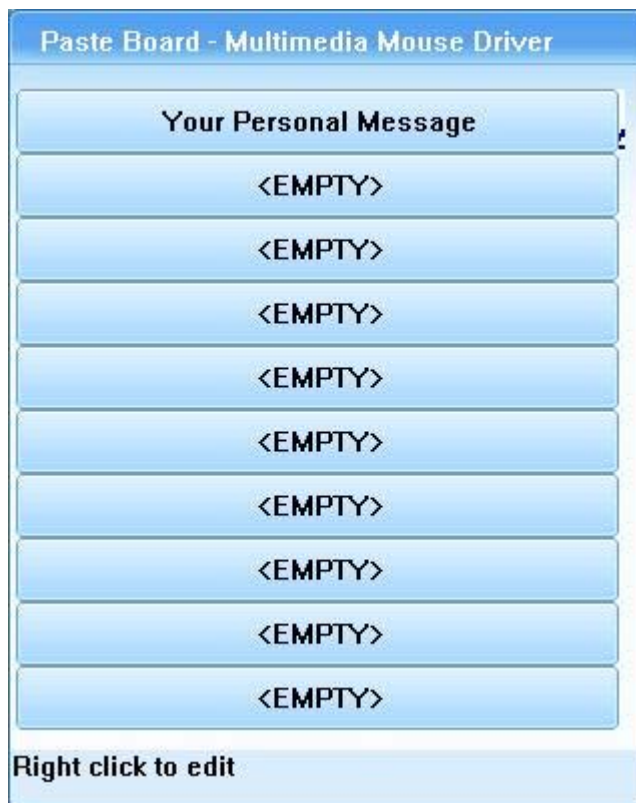 Paste Board - Multimedia Mouse Driver
Your Personal Message
<EMPTY>
<EMPTY>
<EMPTY>
<EMPTY>
<EMPTY>
<EMPTY>
<EMPTY>
<EMPTY>
<EMPTY>
Right click to edit